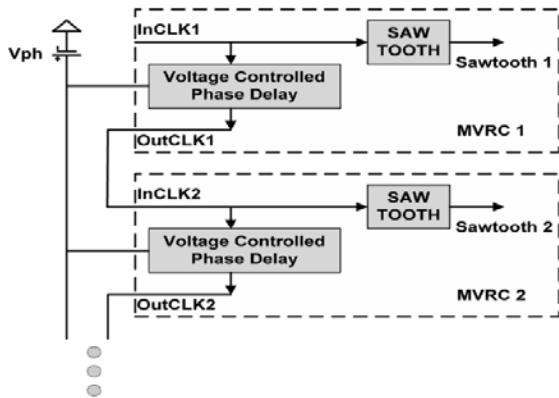 Vph
InCLK1
SAW
TOOTH
Sawtooth 1
Voltage Controlled
Phase Delay
OutCLK1
MVRC 1
InCLK2
SAW
TOOTH
Sawtooth 2
Voltage Controlled
Phase Delay
OutCLK2
MVRC 2